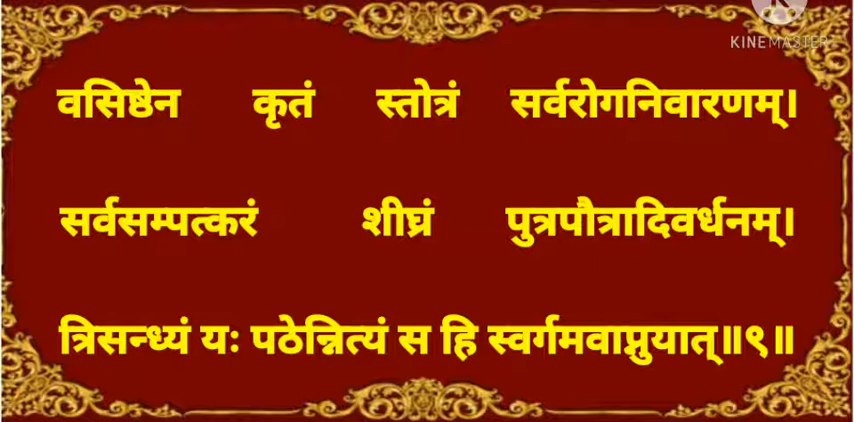 KINEMASTER
वसिष्ठेन कृतं स्तोत्रं सर्वरोगनिवारणम्।
सर्वसम्पत्करं शीघ्रं पुत्रपौत्रादिवर्धनम्।
त्रिसन्ध्यं यः पठेन्नित्यं स हि स्वर्गमवाप्नुयात्॥९॥